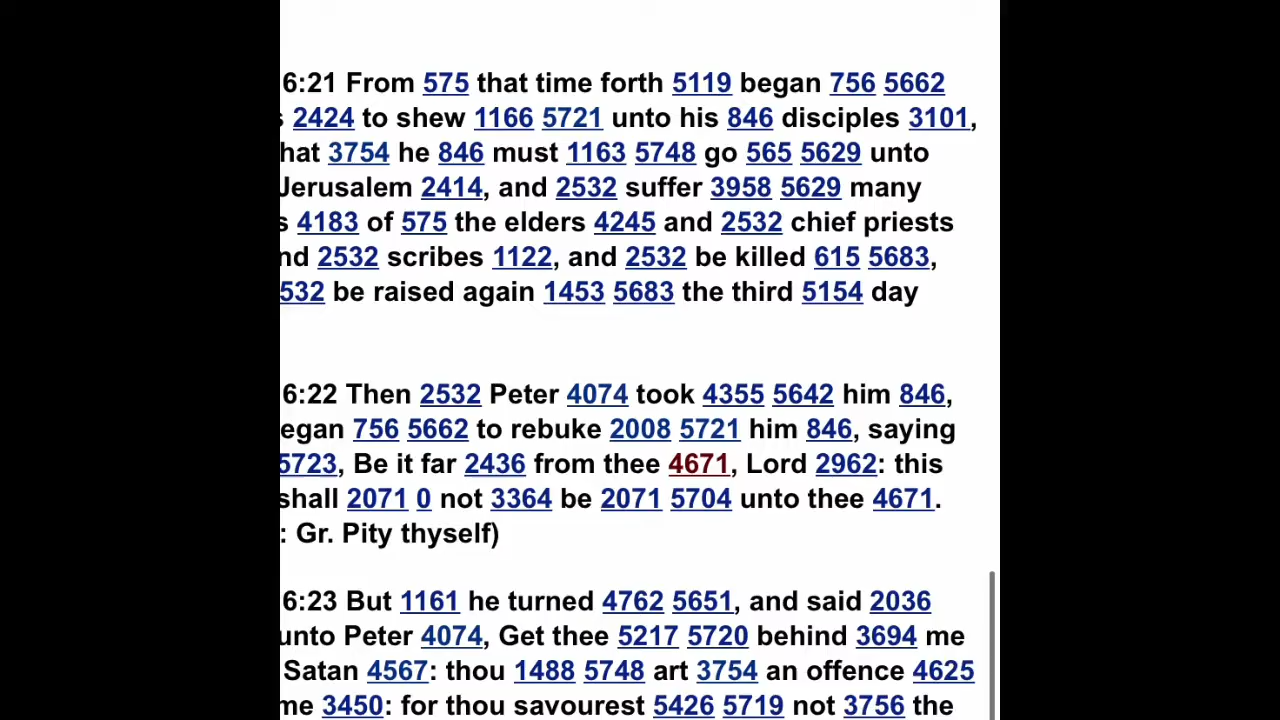 6:21 From 575 that time forth 5119 began 756 5662
s 2424 to shew 1166 5721 unto his 846 disciples 3101,
hat 3754 he 846 must 1163 5748 go 565 5629 unto
Jerusalem 2414, and 2532 suffer 3958 5629 many
s 4183 of 575 the elders 4245 and 2532 chief priests
nd 2532 scribes 1122, and 2532 be killed 615 5683,
532 be raised again 1453 5683 the third 5154 day
6:22 Then 2532 Peter 4074 took 4355 5642 him 846,
egan 756 5662 to rebuke 2008 5721 him 846, saying
5723, Be it far 2436 from thee 4671, Lord 2962: this
shall 2071 0 not 3364 be 2071 5704 unto thee 4671.
: Gr. Pity thyself)
6:23 But 1161 he turned 4762 5651, and said 2036
unto Peter 4074, Get thee 5217 5720 behind 3694 me
Satan 4567: thou 1488 5748 art 3754 an offence 4625
me 3450: for thou savourest 5426 5719 not 3756 the